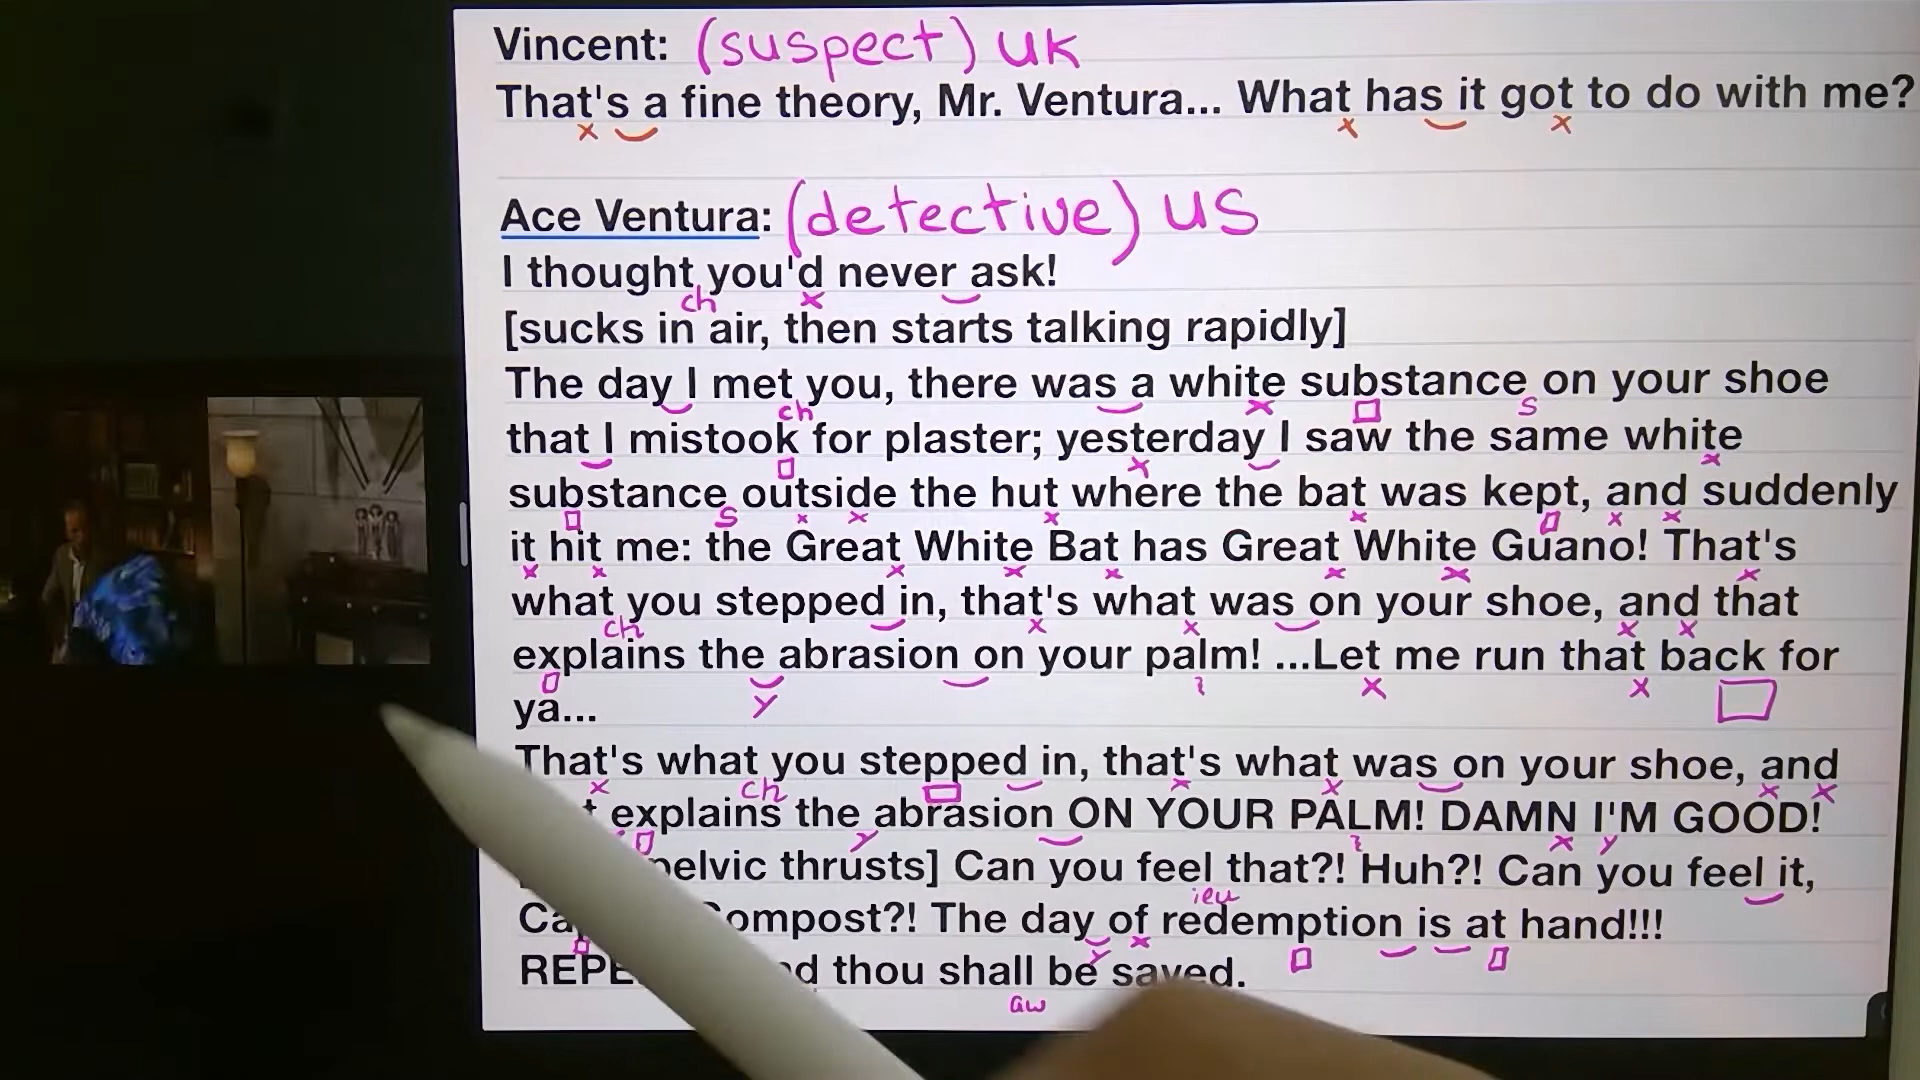 Vincent: (suspect) UK
That's a fine theory, Mr. Ventura... What has it got to do with me?
x x x
Ace Ventura: (detective) US
I thought you'd never ask!
ch x
[sucks in air, then starts talking rapidly]
The day I met you, there was a white substance on your shoe
ch x s
that I mistook for plaster; yesterday I saw the same white
x x
substance outside the hut where the bat was kept, and suddenly
s x x x x x x
it hit me: the Great White Bat has Great White Guano! That's
x x x x x x x x
what you stepped in, that's what was on your shoe, and that
ch x x x x
explains the abrasion on your palm! ...Let me run that back for
y x x
ya...
That's what you stepped in, that's what was on your shoe, and
x ch x x x x
explains the abrasion ON YOUR PALM! DAMN I'M GOOD!
y x y
pelvic thrusts] Can you feel that?! Huh?! Can you feel it,
ieu
ompost?! The day of redemption is at hand!!!
x
y
thou shall be saved.
aw